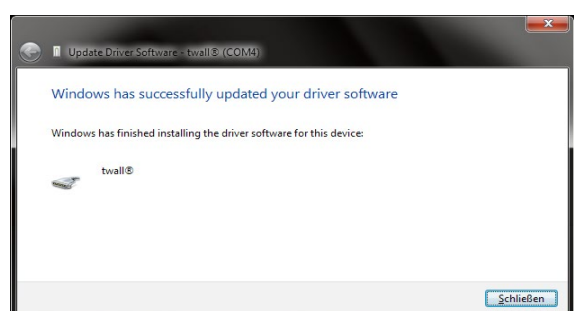 Update Driver Software - twall® (COM4)
Windows has successfully updated your driver software
Windows has finished installing the driver software for this device:
twall®
Schließen